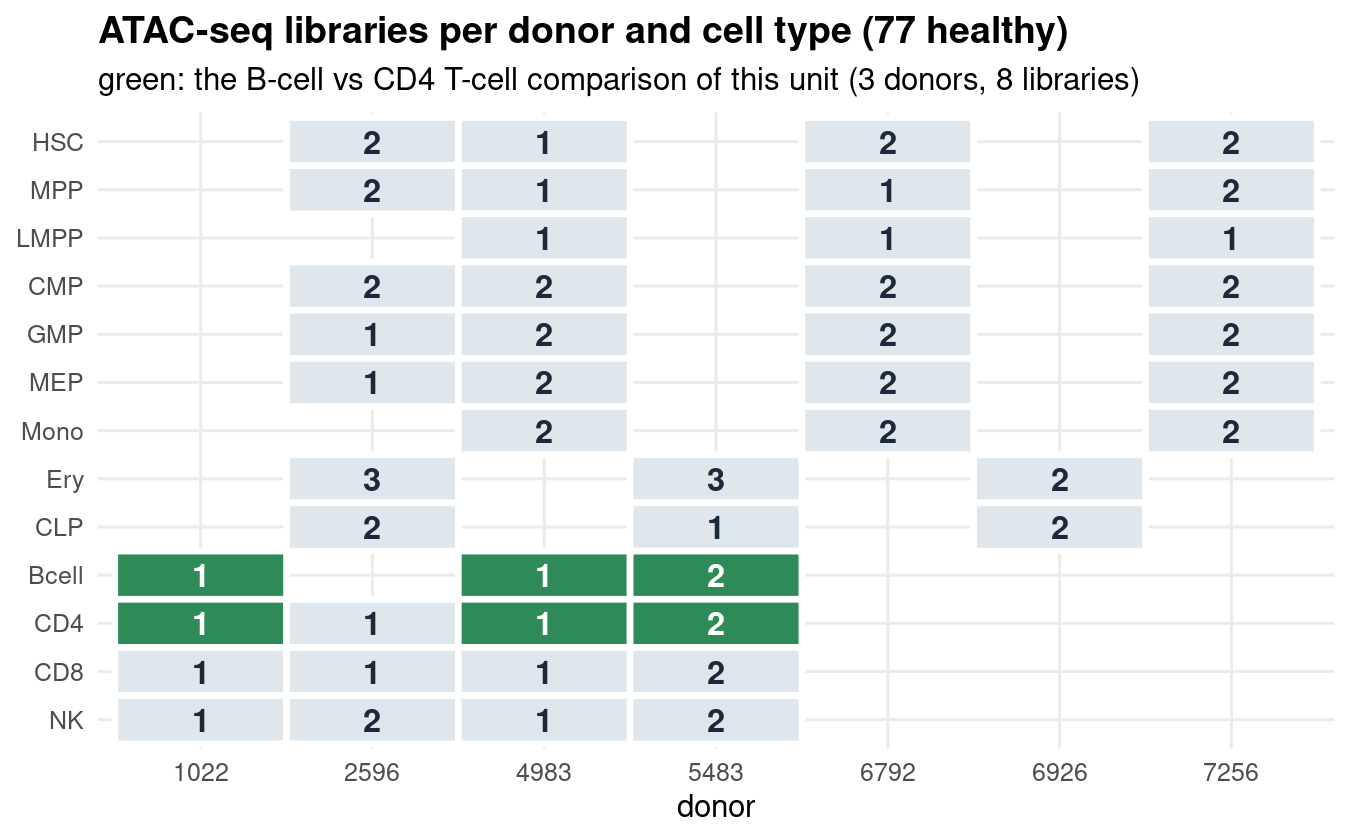 ATAC-seq libraries per donor and cell type (77 healthy)
green: the B-cell vs CD4 T-cell comparison of this unit (3 donors, 8 libraries)
HSC 2 1 2 2
MPP 2 1 1 2
LMPP 1 1 1
CMP 2 2 2 2
GMP 1 2 2 2
MEP 1 2 2 2
Mono 2 2 2
Ery 3 3 2
CLP 2 1 2
Bcell 1 1 2
CD4 1 1 1 2
CD8 1 1 1 2
NK 1 2 1 2
1022 2596 4983 5483 6792 6926 7256
donor